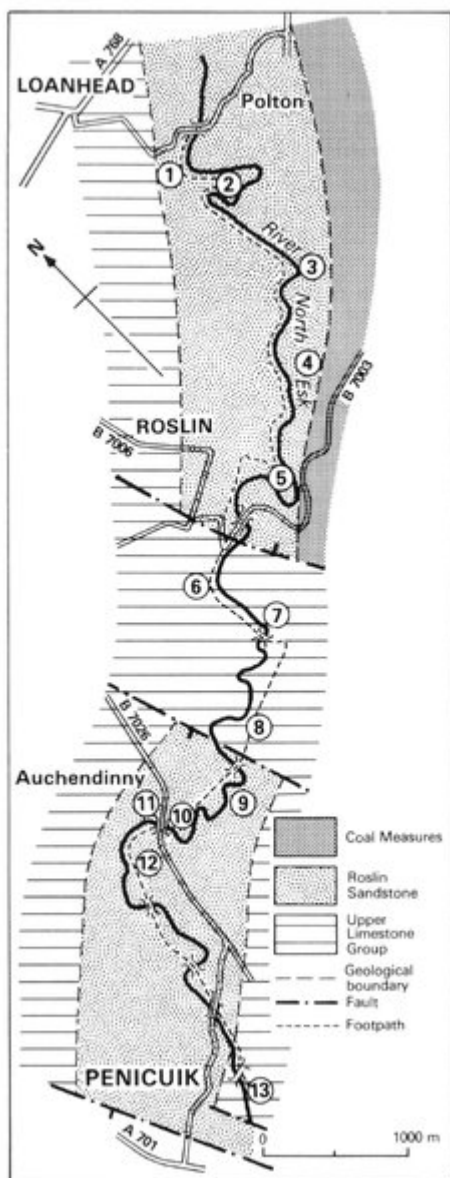 A 768
LOANHEAD
Polton
1
2
River
3
N
North
4
Esk
B 7003
ROSLIN
B 7006
5
6
7
8
B 7026
Auchendinny
9
10
11
12
Coal Measures
Roslin
Sandstone
Upper
Limestone
Group
Geological
boundary
Fault
Footpath
PENICUIK
13
A 701
0
1000 m